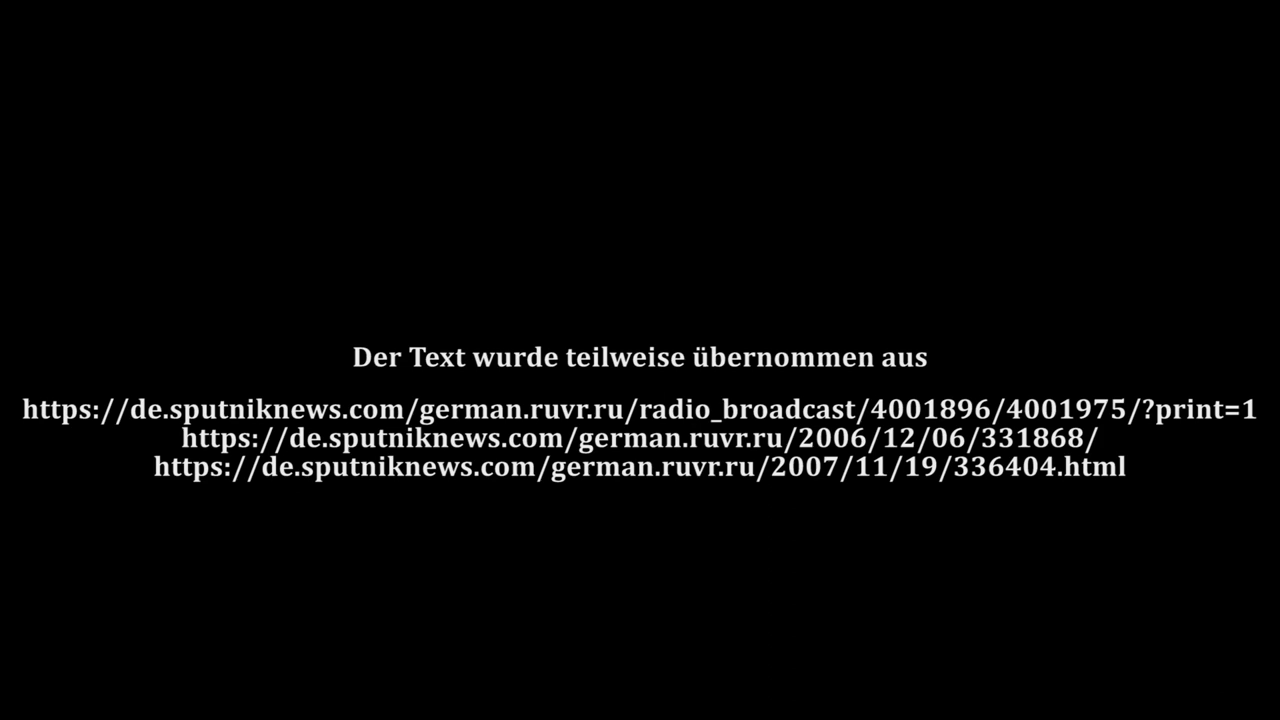 Der Text wurde teilweise übernommen aus
https://de.sputniknews.com/german.ruvr.ru/radio_broadcast/4001896/4001975/?print=1
https://de.sputniknews.com/german.ruvr.ru/2006/12/06/331868/
https://de.sputniknews.com/german.ruvr.ru/2007/11/19/336404.html